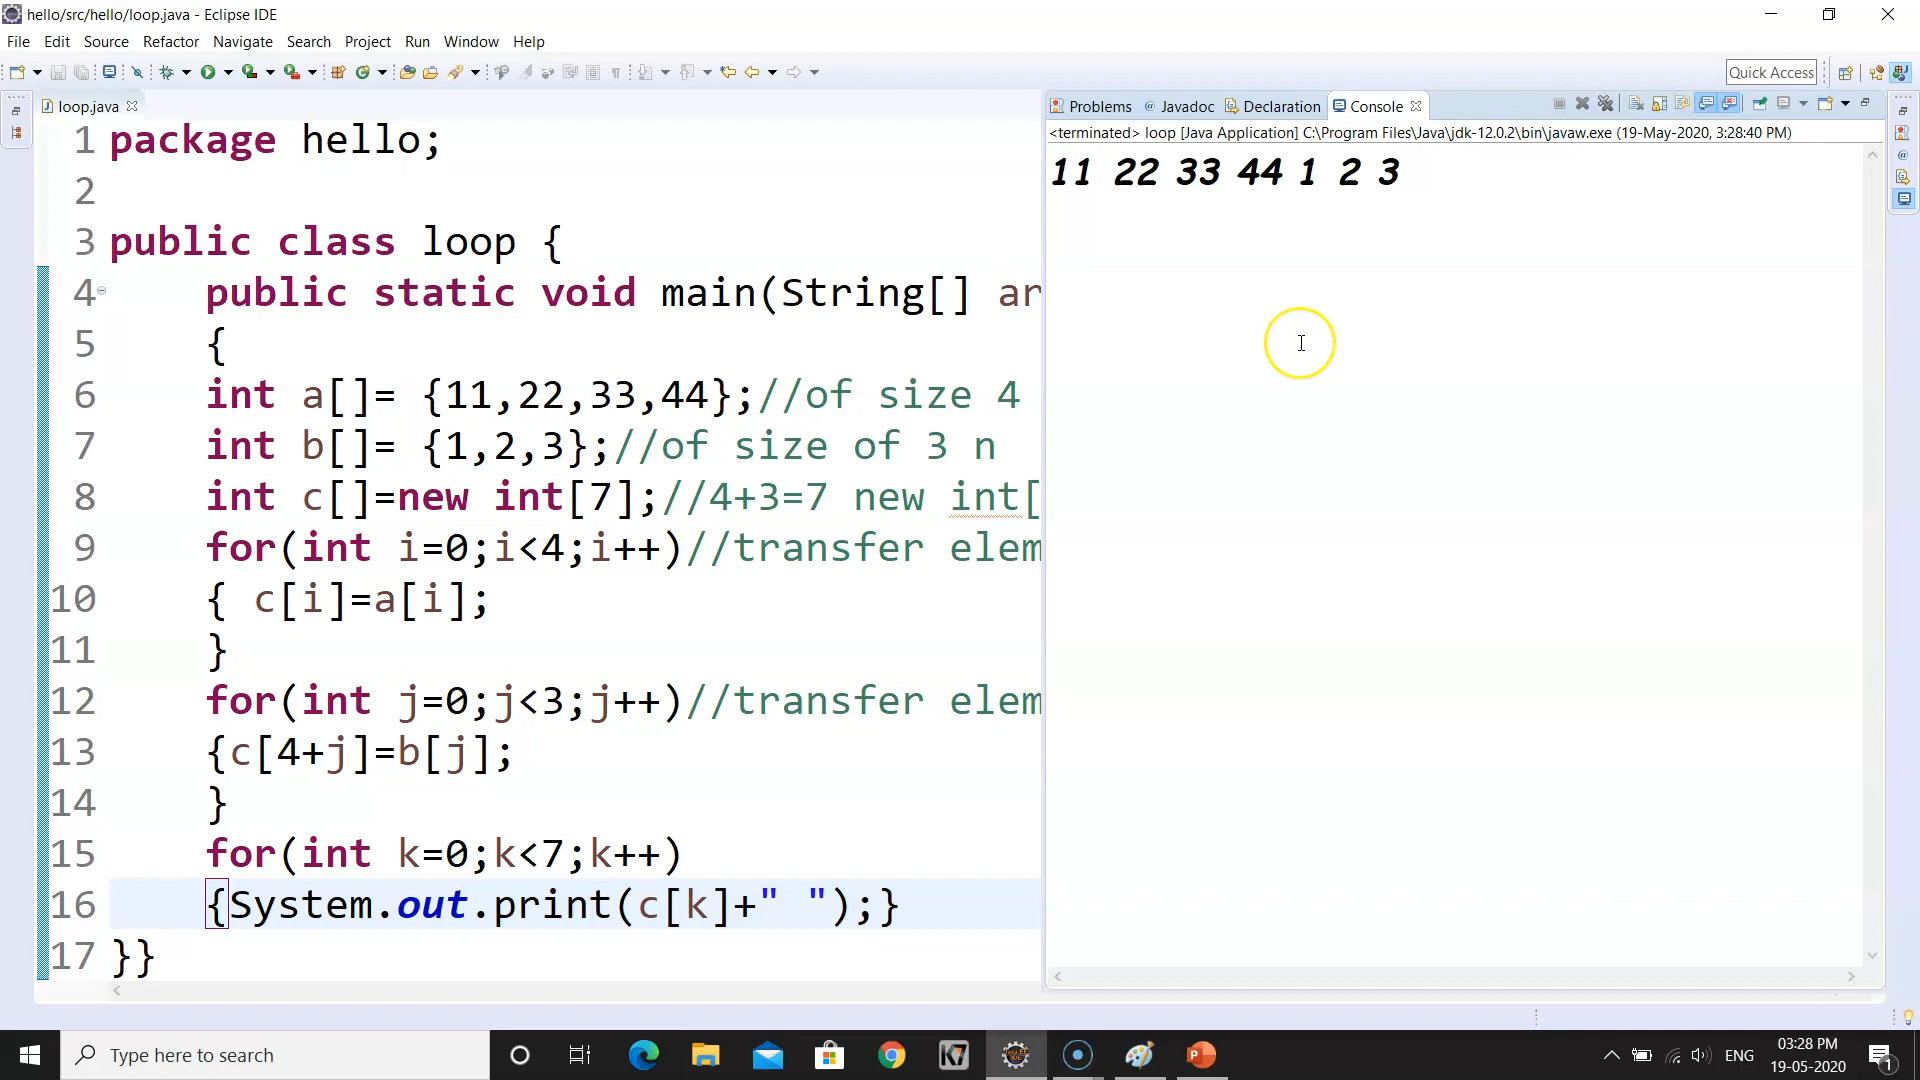 hello/src/hello/loop.java - Eclipse IDE
File Edit Source Refactor Navigate Search Project Run Window Help
Quick Access
loop.java
1 package hello;
2
3 public class loop {
4 public static void main(String[] ar
5 {
6 int a[]= {11,22,33,44};//of size 4
7 int b[]= {1,2,3};//of size of 3 n
8 int c[]=new int[7];//4+3=7 new int[
9 for(int i=0;i<4;i++)//transfer elem
10 { c[i]=a[i];
11 }
12 for(int j=0;j<3;j++)//transfer elem
13 {c[4+j]=b[j];
14 }
15 for(int k=0;k<7;k++)
16 {System.out.print(c[k]+" ");}
17 }}
Problems @ Javadoc Declaration Console
<terminated> loop [Java Application] C:\Program Files\Java\jdk-12.0.2\bin\javaw.exe (19-May-2020, 3:28:40 PM)
11 22 33 44 1 2 3
Type here to search
K7
ENG
03:28 PM
19-05-2020
1